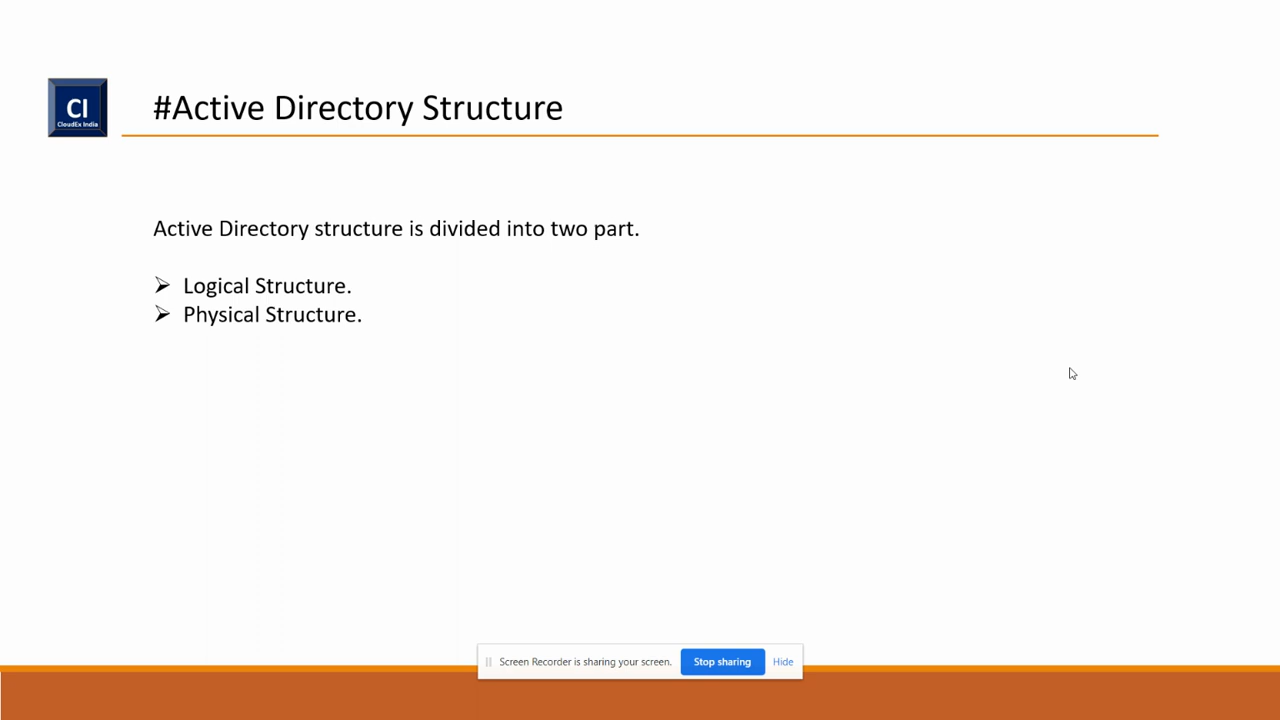 CI
CloudEx India
#Active Directory Structure
Active Directory structure is divided into two part.
Logical Structure.
Physical Structure.
Screen Recorder is sharing your screen. Stop sharing Hide